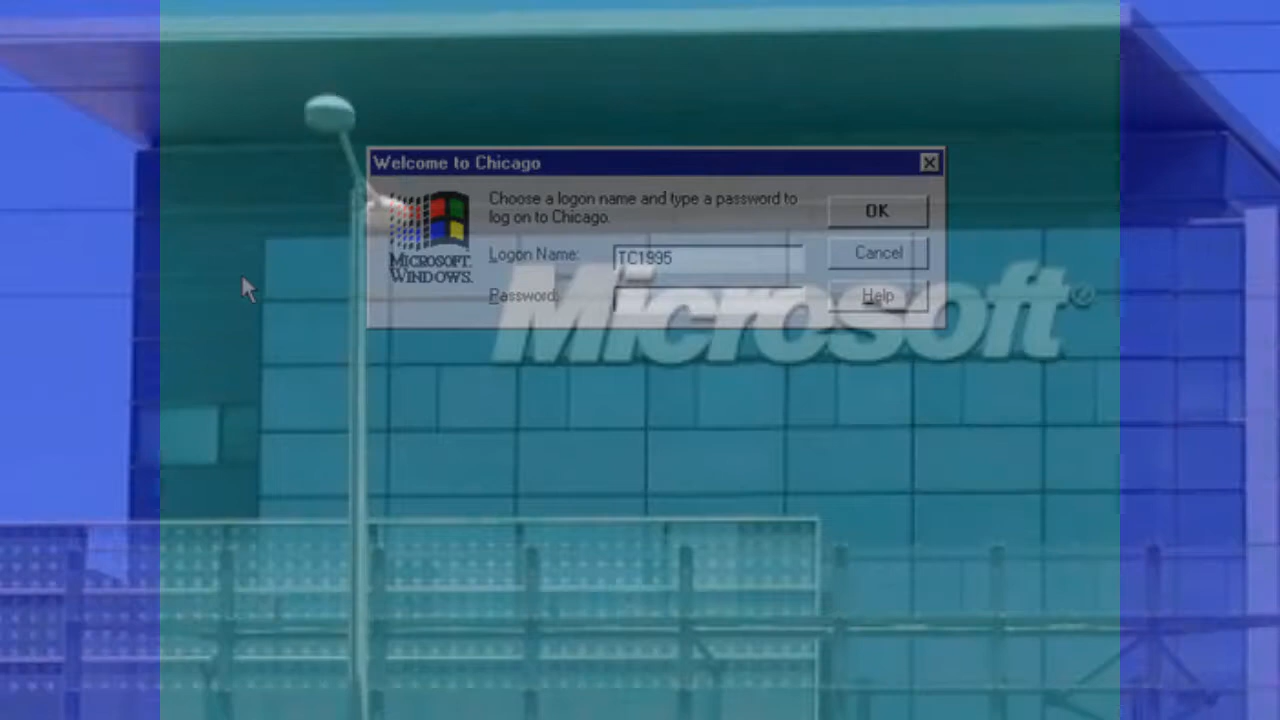 Welcome to Chicago
Choose a logon name and type a password to
log on to Chicago.
OK
Logon Name:
TC1995
Cancel
Password:
Help
MICROSOFT.
WINDOWS.
Microsoft®